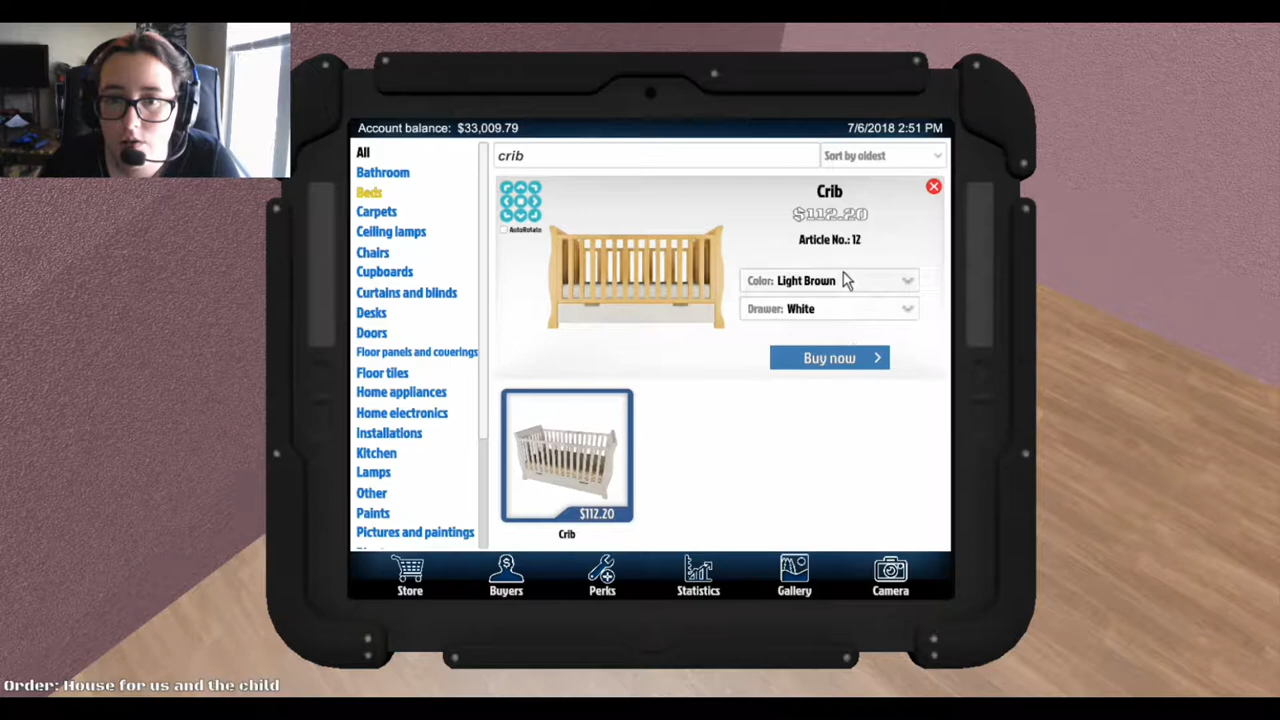 Account balance: $33,009.79
7/6/2018 2:51 PM
All
Bathroom
Beds
Carpets
Ceiling lamps
Chairs
Cupboards
Curtains and blinds
Desks
Doors
Floor panels and coverings
Floor tiles
Home appliances
Home electronics
Installations
Kitchen
Lamps
Other
Paints
Pictures and paintings
crib
Sort by oldest
AutoRotate
Crib
$112.20
Article No.: 12
Color: Light Brown
Drawer: White
Buy now
$112.20
Crib
Store
Buyers
Perks
Statistics
Gallery
Camera
Order: House for us and the child